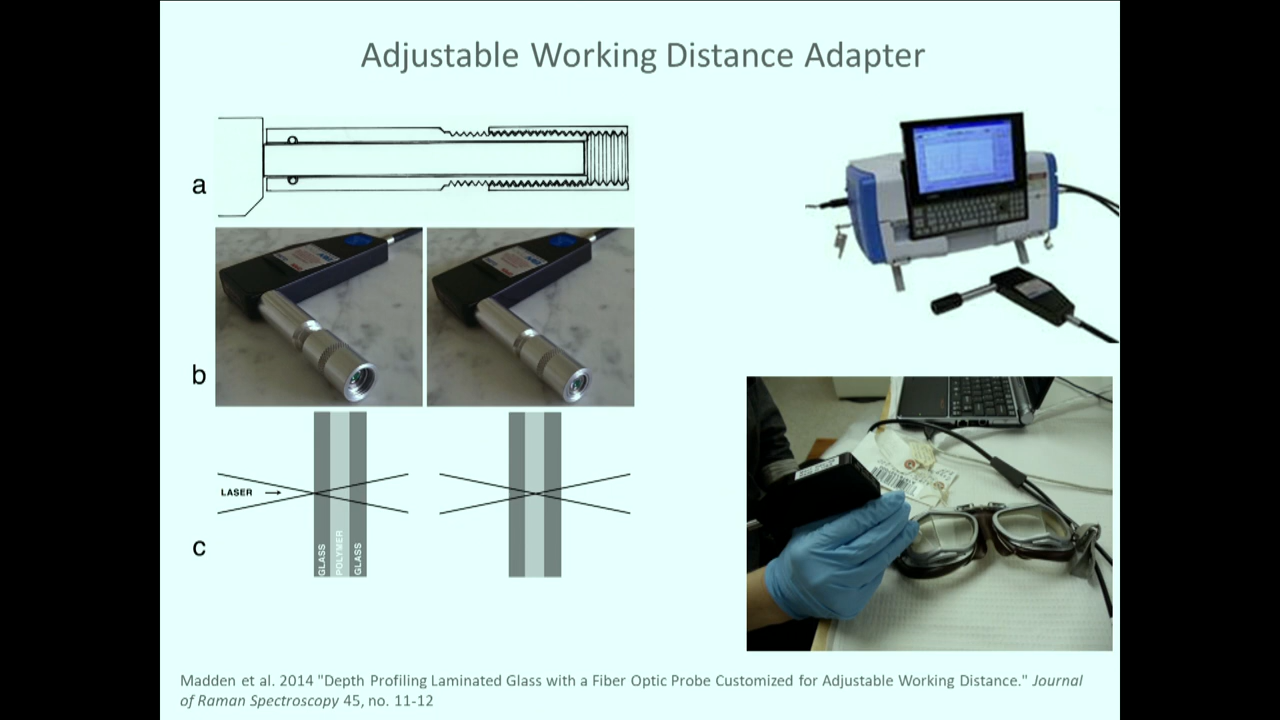 Adjustable Working Distance Adapter
a
b
LASER
GLASS
POLYMER
GLASS
c
Madden et al. 2014 "Depth Profiling Laminated Glass with a Fiber Optic Probe Customized for Adjustable Working Distance." Journal
of Raman Spectroscopy 45, no. 11-12